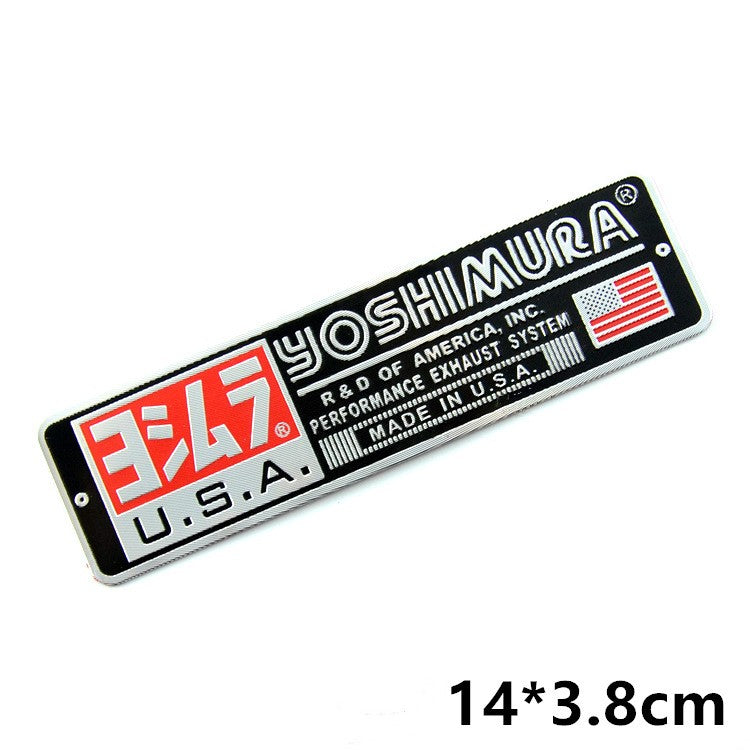 ヨシムラ®
U.S.A.
YOSHIMURA®
R & D OF AMERICA, INC.
PERFORMANCE EXHAUST SYSTEM
MADE IN U.S.A.
14*3.8cm